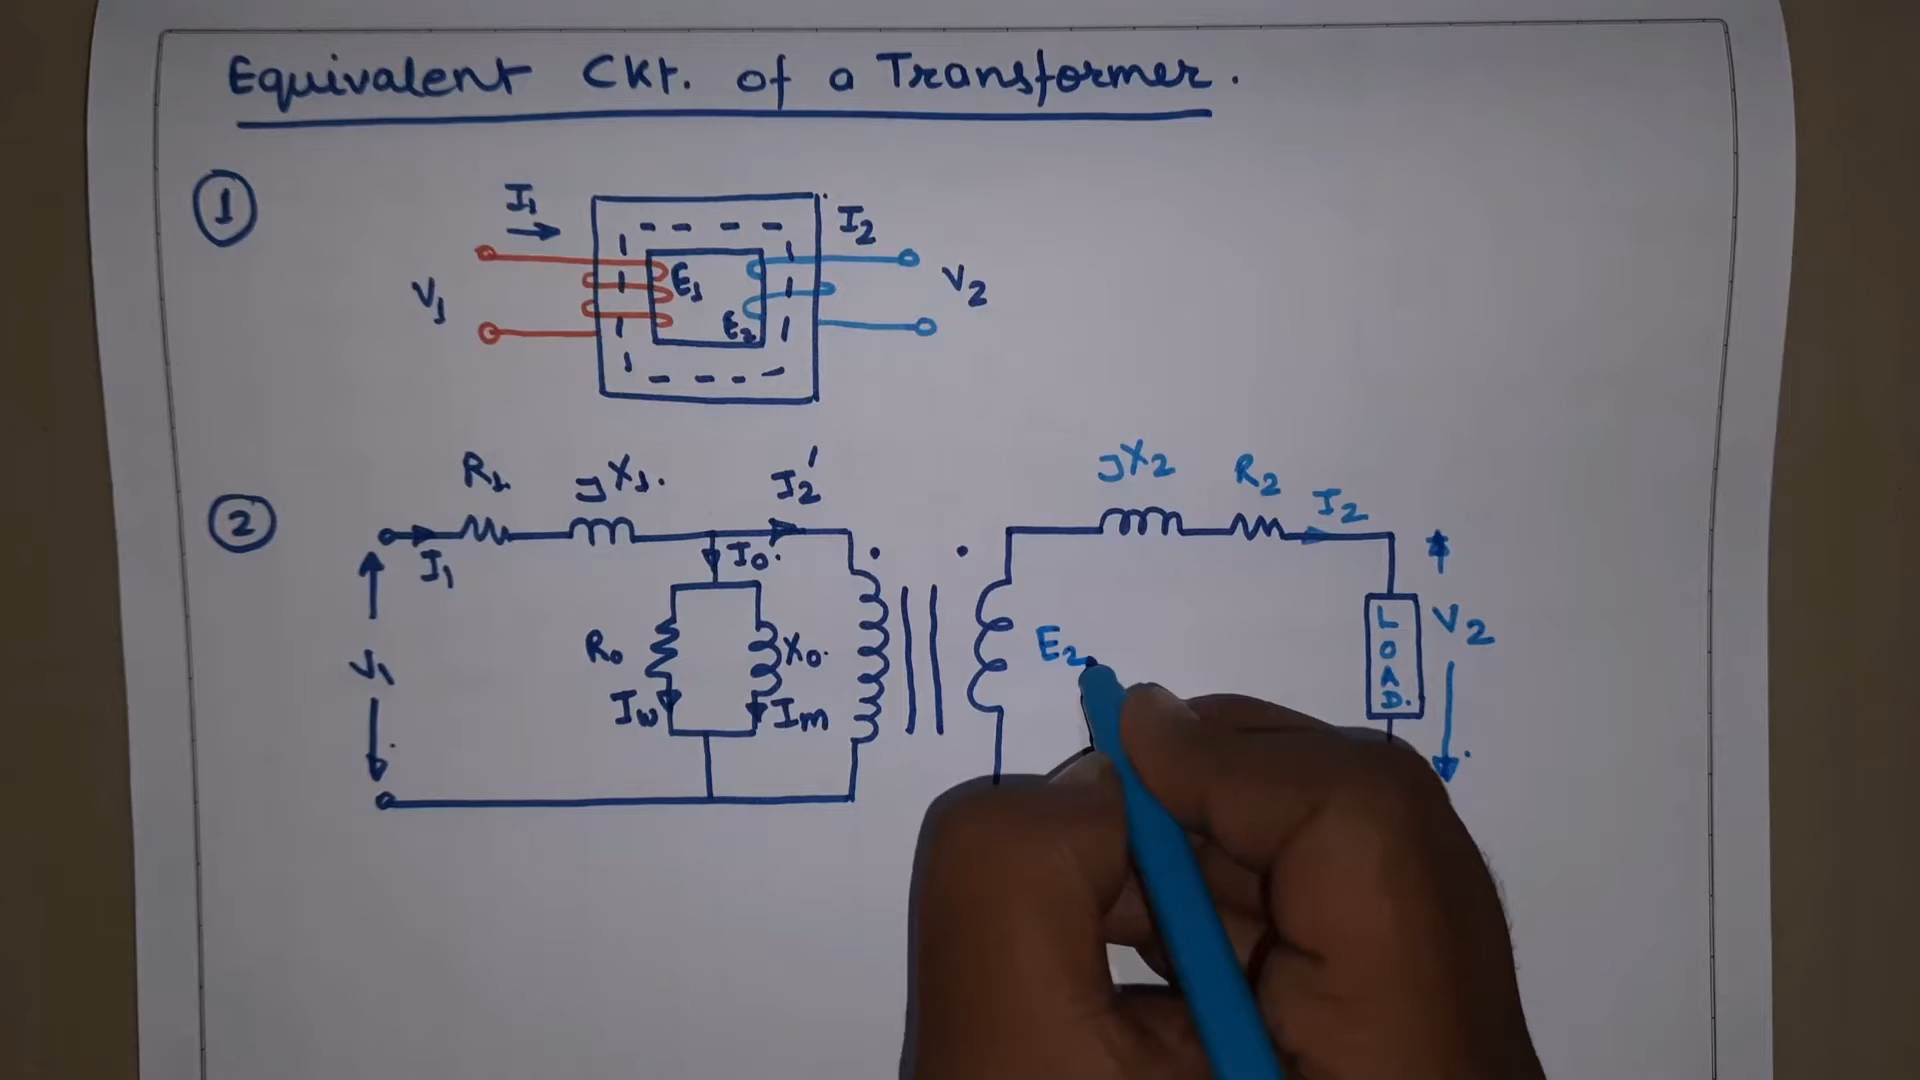 Equivalent Ckt. of a Transformer.
1
I1
I2
V1
E1
E2
V2
2
R1
jX1.
I2'
jX2
R2
I2
I1
I0.
V1
R0
X0.
E2
LOAD.
V2
Iw
Im